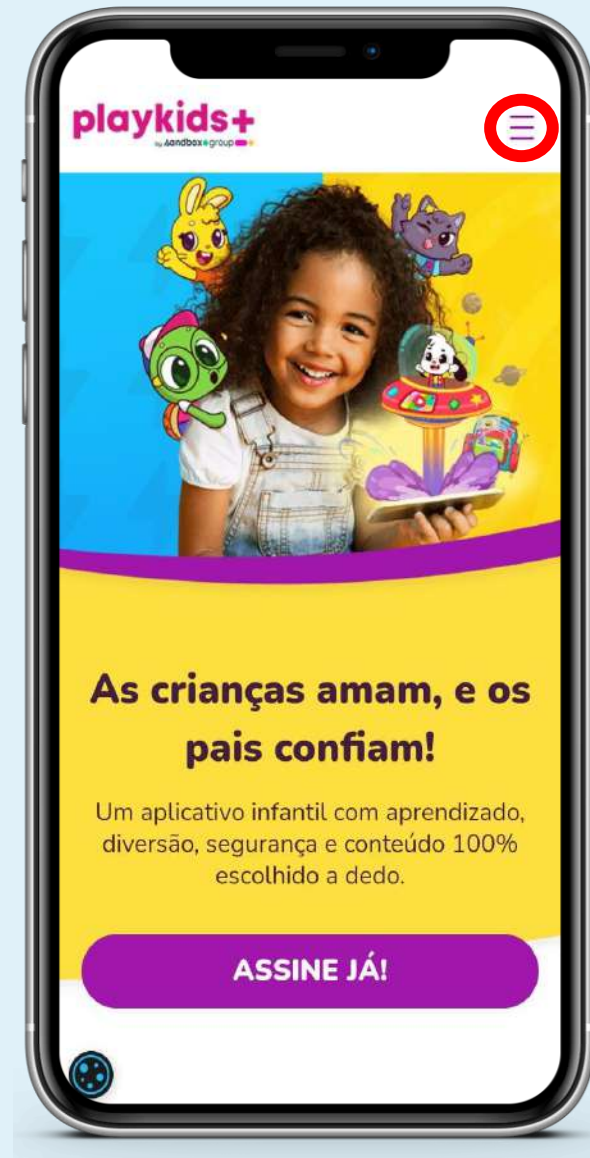 playkids+
by sandbox group
As crianças amam, e os
pais confiam!
Um aplicativo infantil com aprendizado,
diversão, segurança e conteúdo 100%
escolhido a dedo.
ASSINE JÁ!